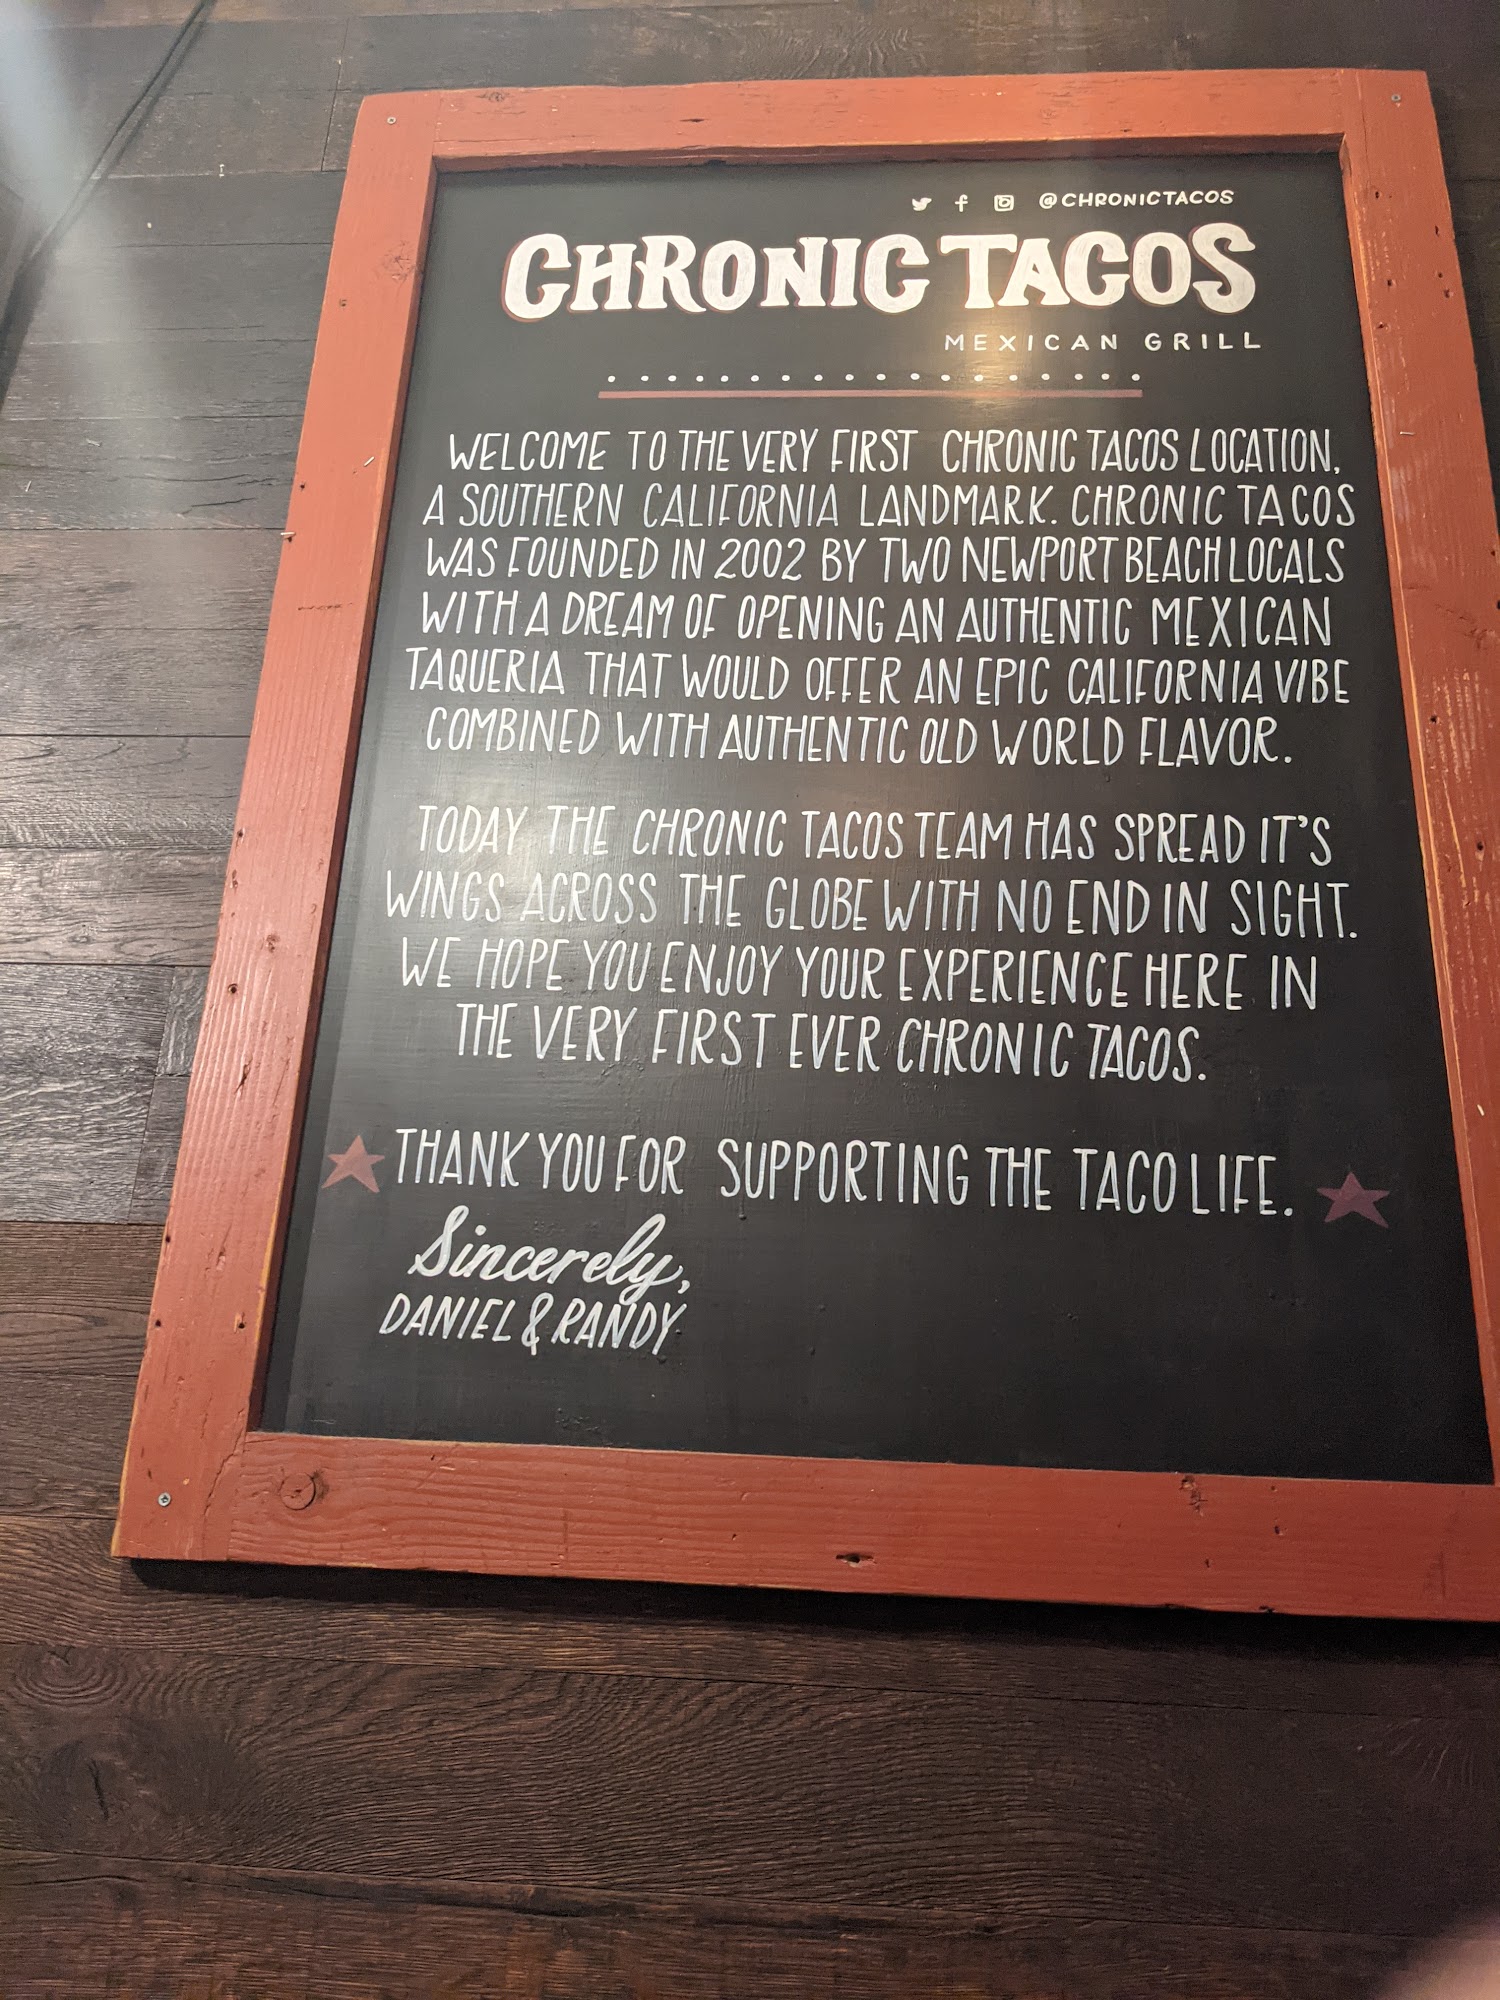 @CHRONICTACOS
CHRONIC TACOS
MEXICAN GRILL
WELCOME TO THE VERY FIRST CHRONIC TACOS LOCATION,
A SOUTHERN CALIFORNIA LANDMARK. CHRONIC TACOS
WAS FOUNDED IN 2002 BY TWO NEWPORT BEACH LOCALS
WITH A DREAM OF OPENING AN AUTHENTIC MEXICAN
TAQUERIA THAT WOULD OFFER AN EPIC CALIFORNIA VIBE
COMBINED WITH AUTHENTIC OLD WORLD FLAVOR.
TODAY THE CHRONIC TACOS TEAM HAS SPREAD IT'S
WINGS ACROSS THE GLOBE WITH NO END IN SIGHT.
WE HOPE YOU ENJOY YOUR EXPERIENCE HERE IN
THE VERY FIRST EVER CHRONIC TACOS.
THANK YOU FOR SUPPORTING THE TACO LIFE.
Sincerely,
DANIEL & RANDY